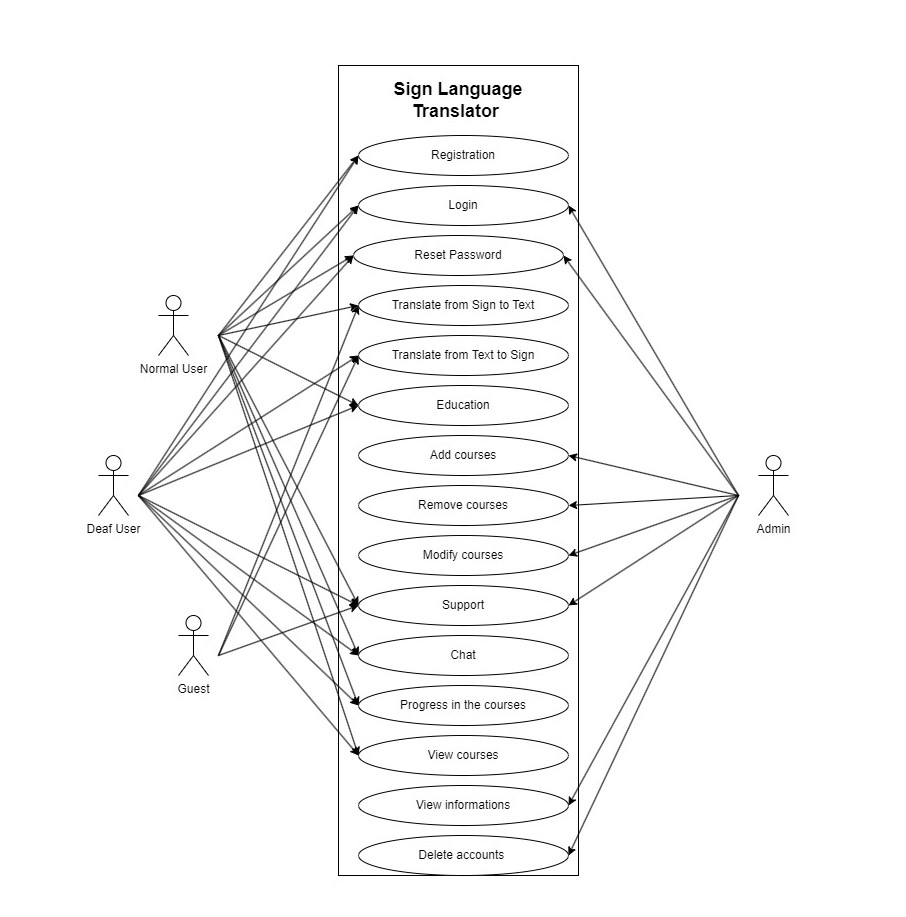 Sign Language
Translator
Registration
Login
Reset Password
Translate from Sign to Text
Normal User
Translate from Text to Sign
Education
Add courses
Deaf User
Remove courses
Admin
Modify courses
Support
Chat
Guest
Progress in the courses
View courses
View informations
Delete accounts